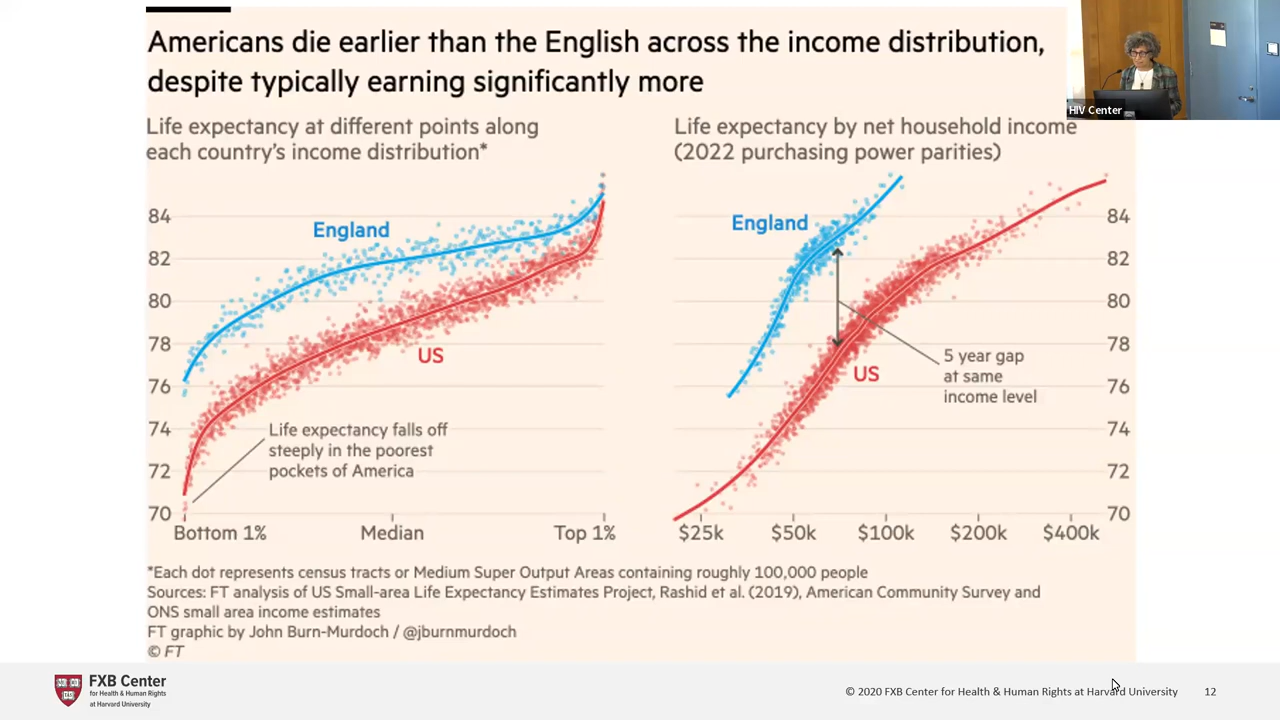 Americans die earlier than the English across the income distribution,
despite typically earning significantly more
HIV Center
Life expectancy at different points along
each country's income distribution*
84
82
80
78
76
74
72
70
England
US
Life expectancy falls off
steeply in the poorest
pockets of America
Bottom 1%
Median
Top 1%
Life expectancy by net household income
(2022 purchasing power parities)
England
US
5 year gap
at same
income level
84
82
80
78
76
74
72
70
$25k
$50k
$100k
$200k
$400k
*Each dot represents census tracts or Medium Super Output Areas containing roughly 100,000 people
Sources: FT analysis of US Small-area Life Expectancy Estimates Project, Rashid et al. (2019), American Community Survey and
ONS small area income estimates
FT graphic by John Burn-Murdoch / @jburnmurdoch
© FT
FXB Center
for Health & Human Rights
at Harvard University
© 2020 FXB Center for Health & Human Rights at Harvard University
12